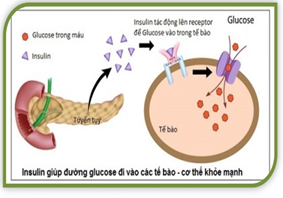 Glucose trong máu
Insulin
Insulin tác động lên receptor
để Glucose vào trong tế bào
Glucose
Tuyến tụy
Tế bào
Insulin giúp đường glucose đi vào các tế bào - cơ thể khỏe mạnh